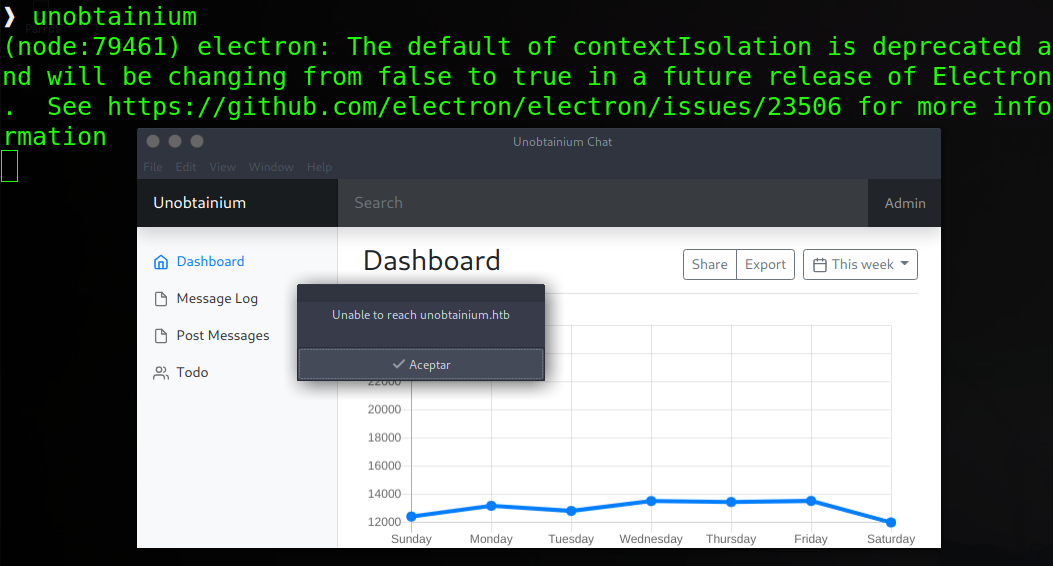 ❱ unobtainium
(node:79461) electron: The default of contextIsolation is deprecated a
nd will be changing from false to true in a future release of Electron
.  See https://github.com/electron/electron/issues/23506 for more info
rmation
Unobtainium Chat
File Edit View Window Help
Unobtainium Search Admin
Dashboard
Message Log
Post Messages
Todo
Dashboard
Share Export This week
Unable to reach unobtainium.htb
Aceptar
22000
20000
18000
16000
14000
12000
Sunday Monday Tuesday Wednesday Thursday Friday Saturday